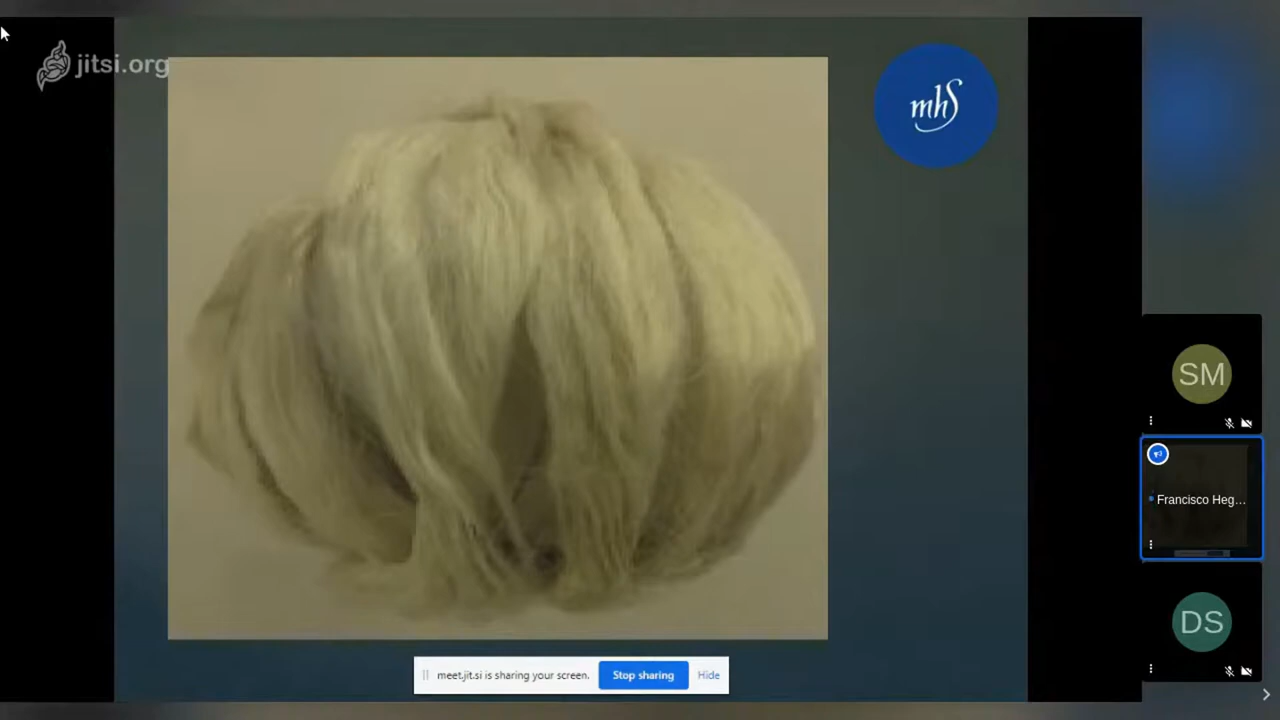 jitsi.org
mhS
SM
Francisco Heg...
DS
meet.jit.si is sharing your screen. Stop sharing Hide